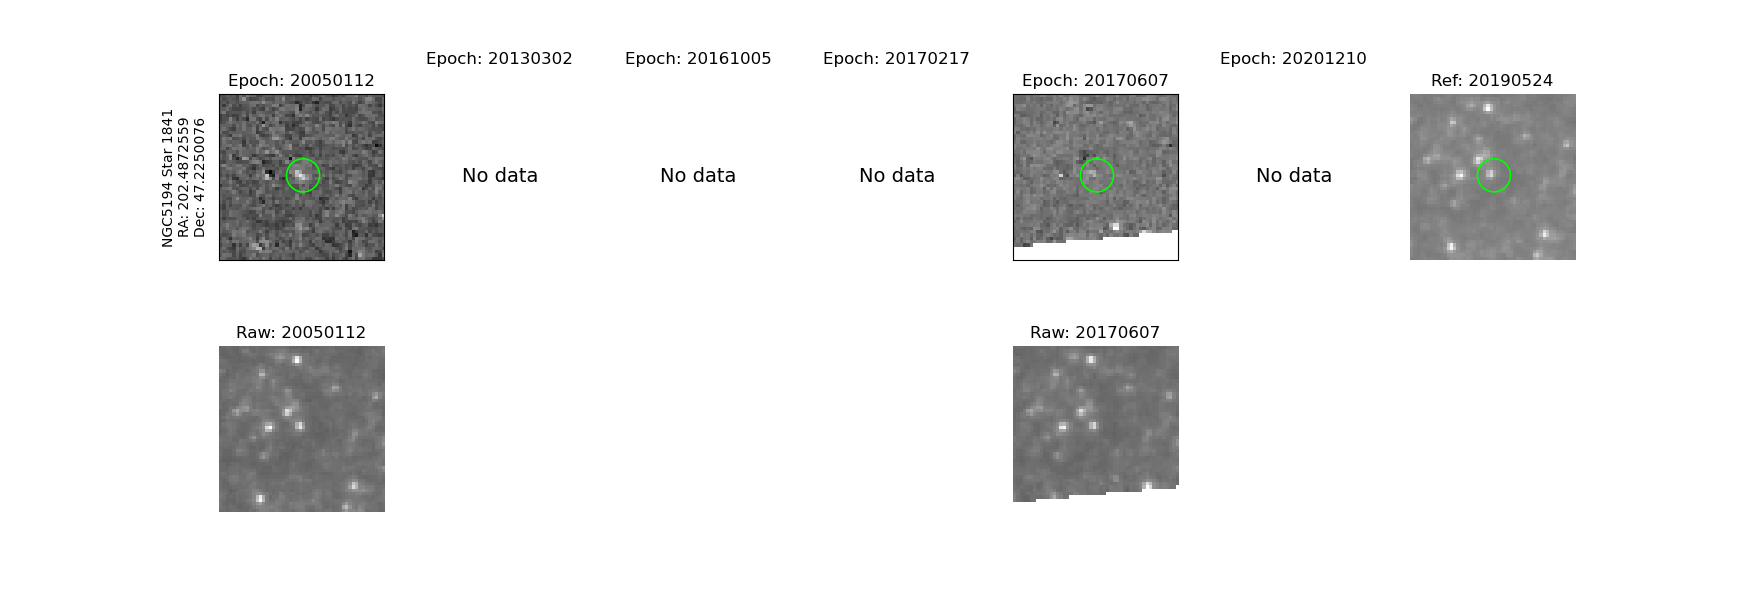 Epoch: 20050112
Epoch: 20130302
Epoch: 20161005
Epoch: 20170217
Epoch: 20170607
Epoch: 20201210
Ref: 20190524
NGC5194 Star 1841
RA: 202.4872559
Dec: 47.2250076
No data
No data
No data
No data
Raw: 20050112
Raw: 20170607